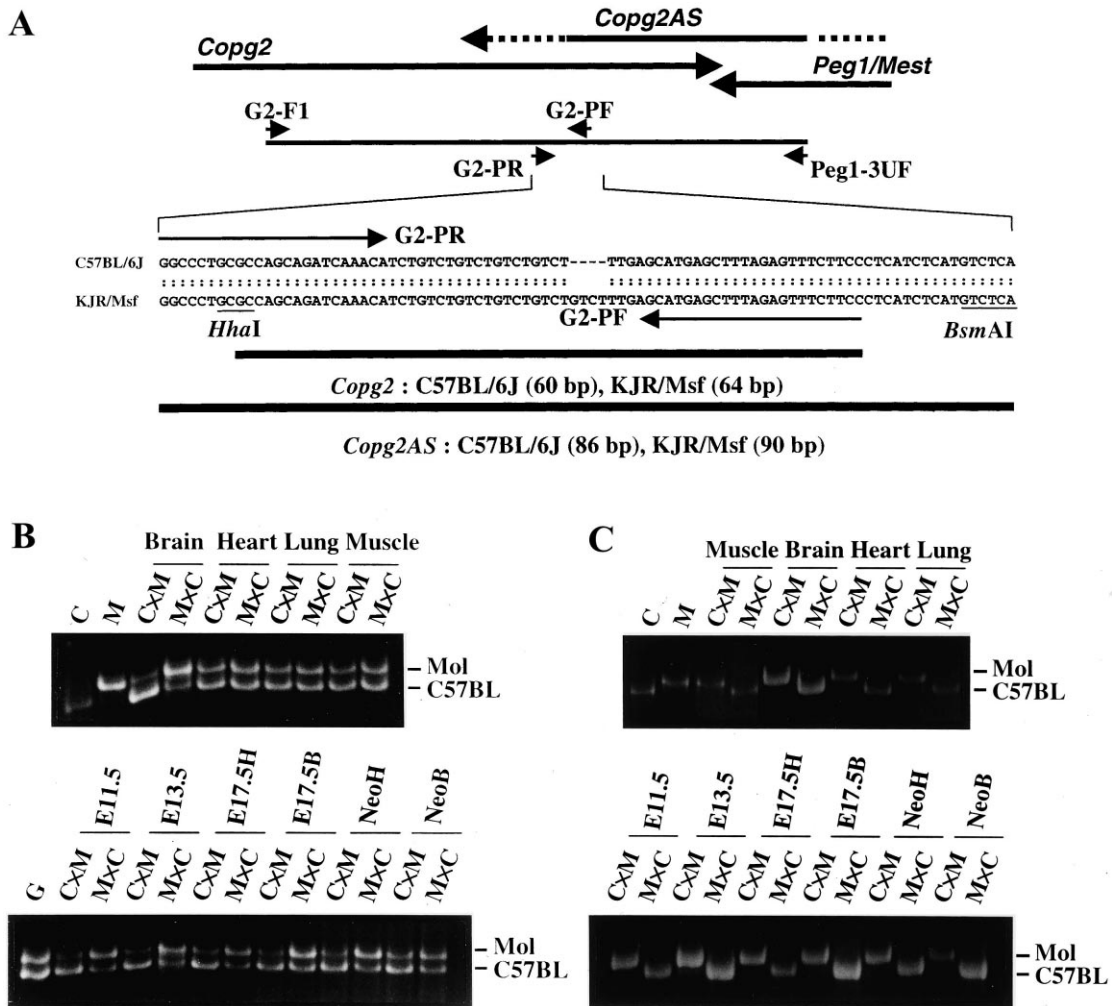 A
Copg2AS
Copg2
Peg1/Mest
G2-F1
G2-PF
G2-PR
Peg1-3UF
G2-PR
C57BL/6J GGCCCTGCGCCAGCAGATCAAACATCTGTCTGTCTGTCTGTCT----TTGAGCATGAGCTTTAGAGTTTCTTCCCTCATCTCATGTCTCA
KJR/Msf GGCCCTGCGCCAGCAGATCAAACATCTGTCTGTCTGTCTGTCTGTCTTTGAGCATGAGCTTTAGAGTTTCTTCCCTCATCTCATGTCTCA
HhaI
G2-PF
BsmAI
Copg2 : C57BL/6J (60 bp), KJR/Msf (64 bp)
Copg2AS : C57BL/6J (86 bp), KJR/Msf (90 bp)
B
Brain Heart Lung Muscle
C M C×M M×C C×M M×C C×M M×C C×M M×C
Mol
C57BL
E11.5 E13.5 E17.5H E17.5B NeoH NeoB
G C×M M×C C×M M×C C×M M×C C×M M×C C×M M×C C×M M×C
Mol
C57BL
C
Muscle Brain Heart Lung
C M C×M M×C C×M M×C C×M M×C C×M M×C
Mol
C57BL
E11.5 E13.5 E17.5H E17.5B NeoH NeoB
C×M M×C C×M M×C C×M M×C C×M M×C C×M M×C C×M M×C
Mol
C57BL